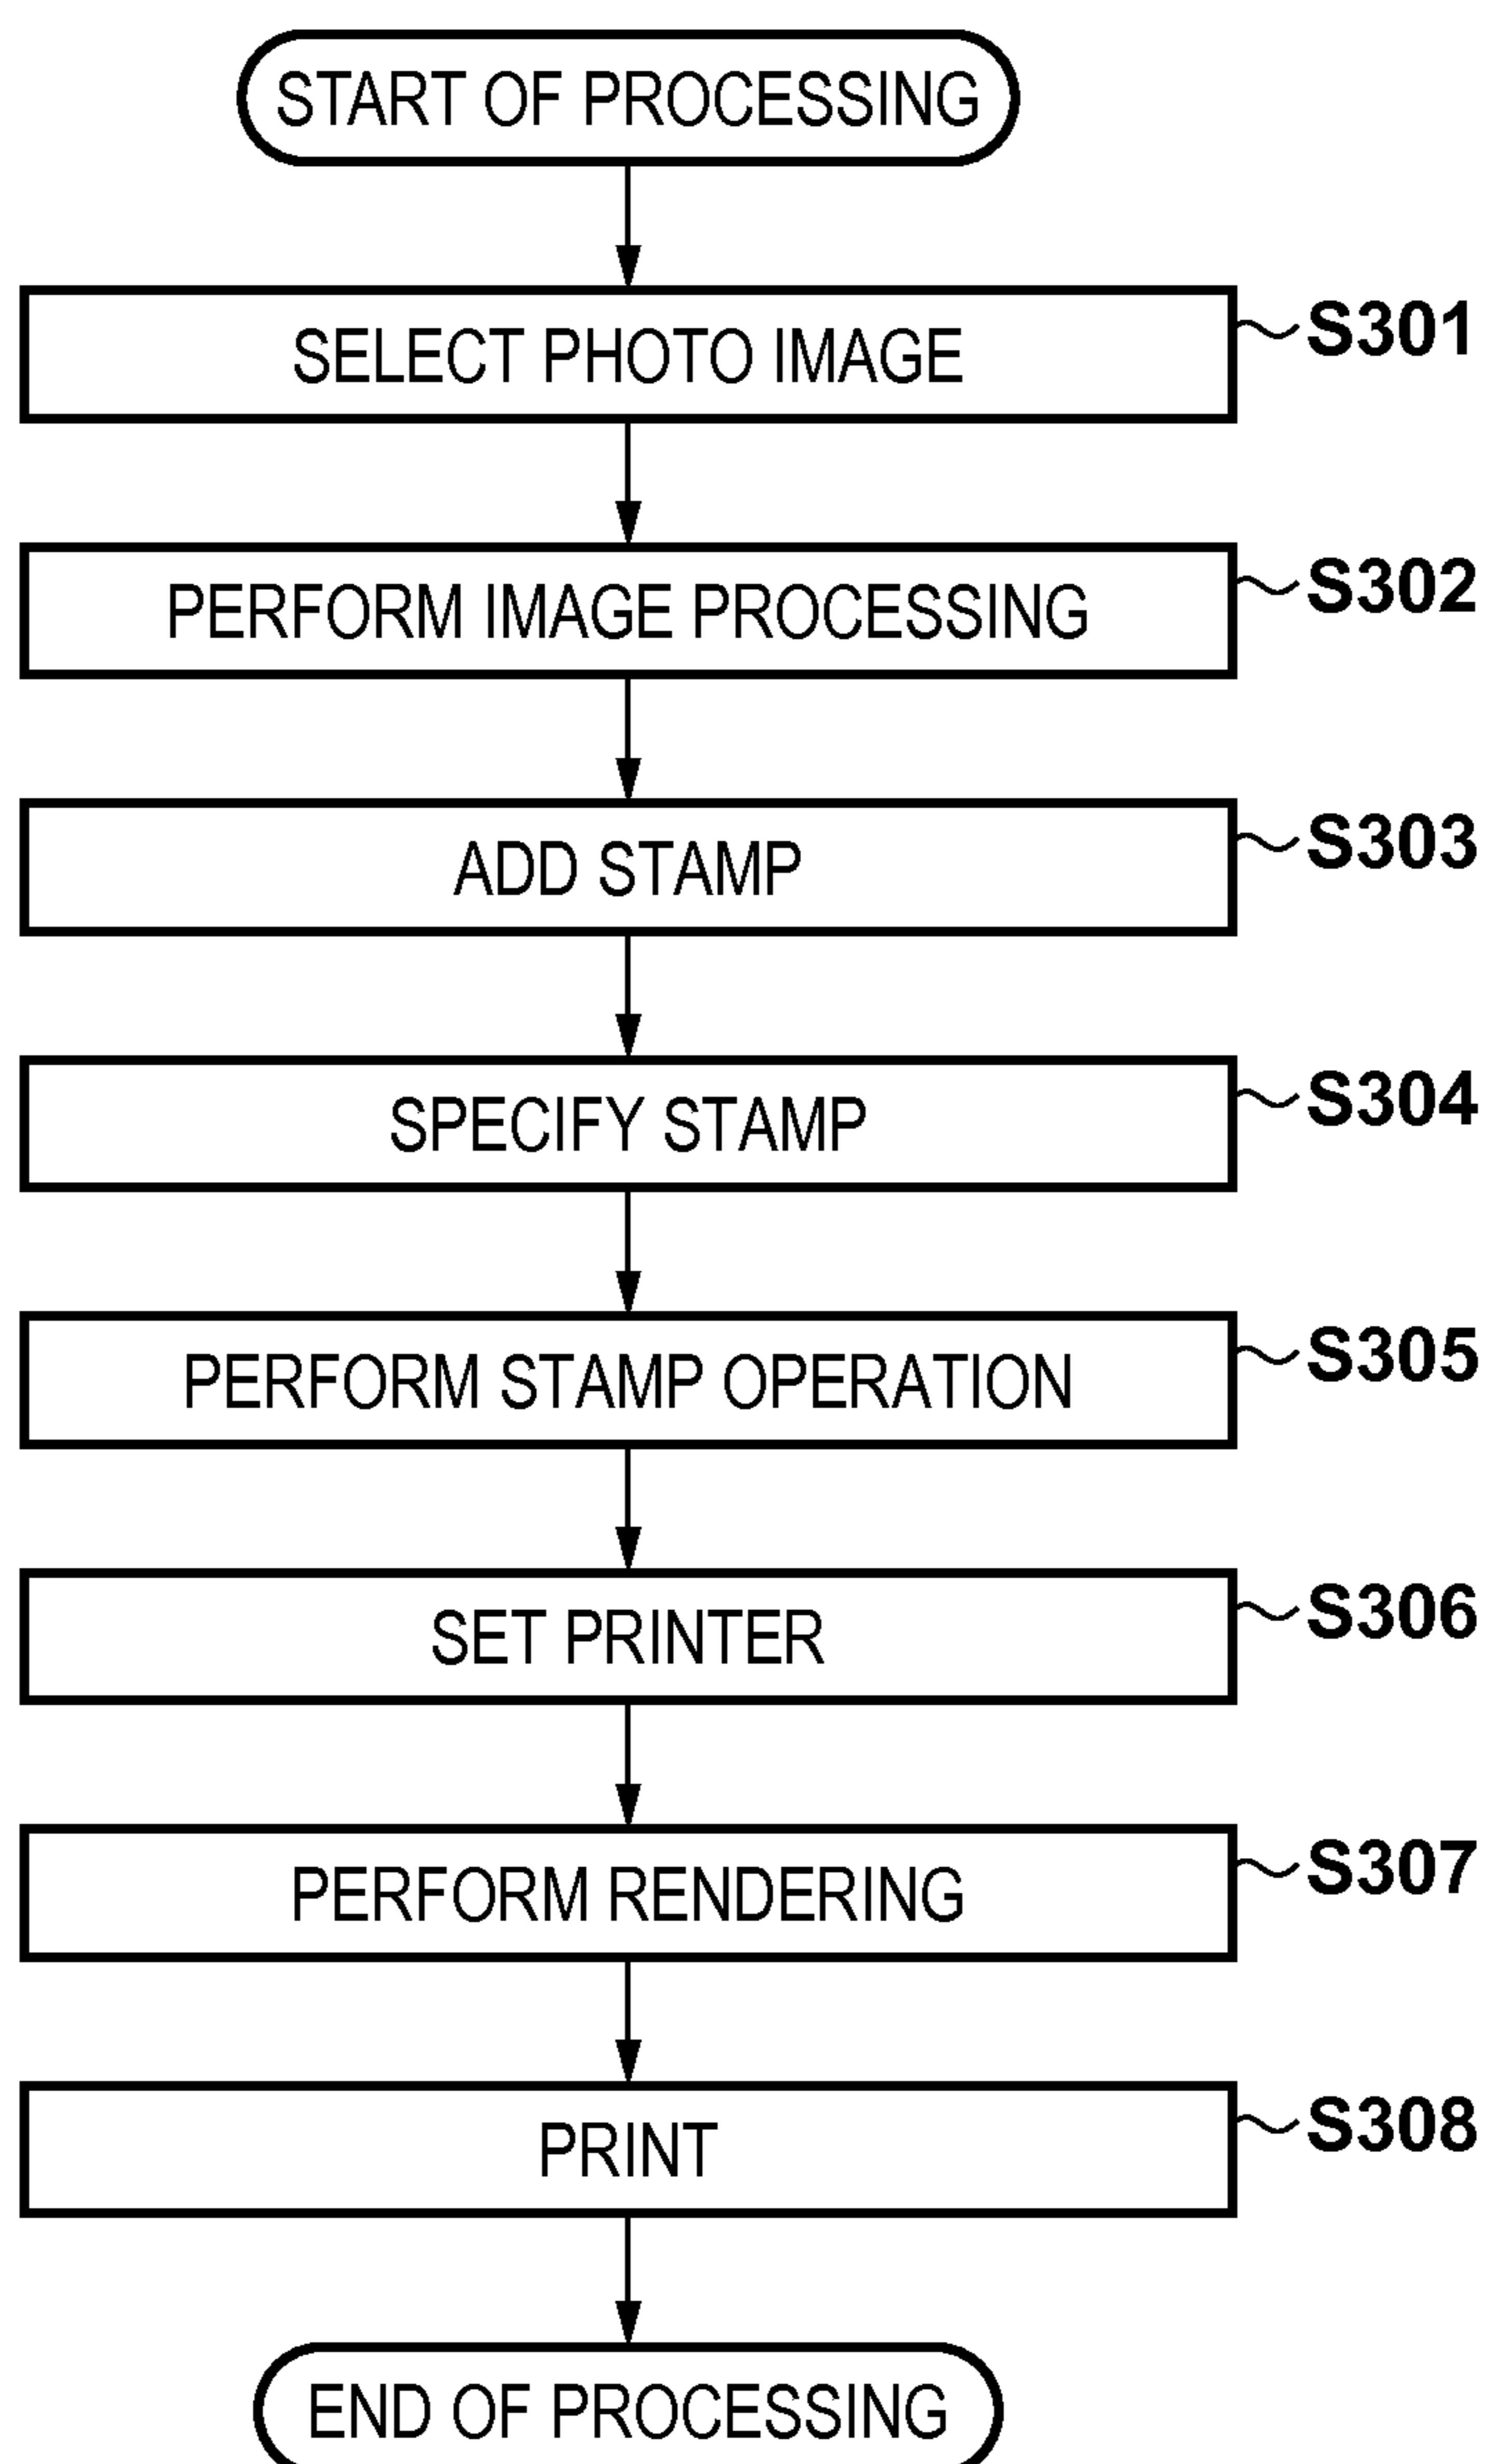 START OF PROCESSING
SELECT PHOTO IMAGE
S301
PERFORM IMAGE PROCESSING
S302
ADD STAMP
S303
SPECIFY STAMP
S304
PERFORM STAMP OPERATION
S305
SET PRINTER
S306
PERFORM RENDERING
S307
PRINT
S308
END OF PROCESSING